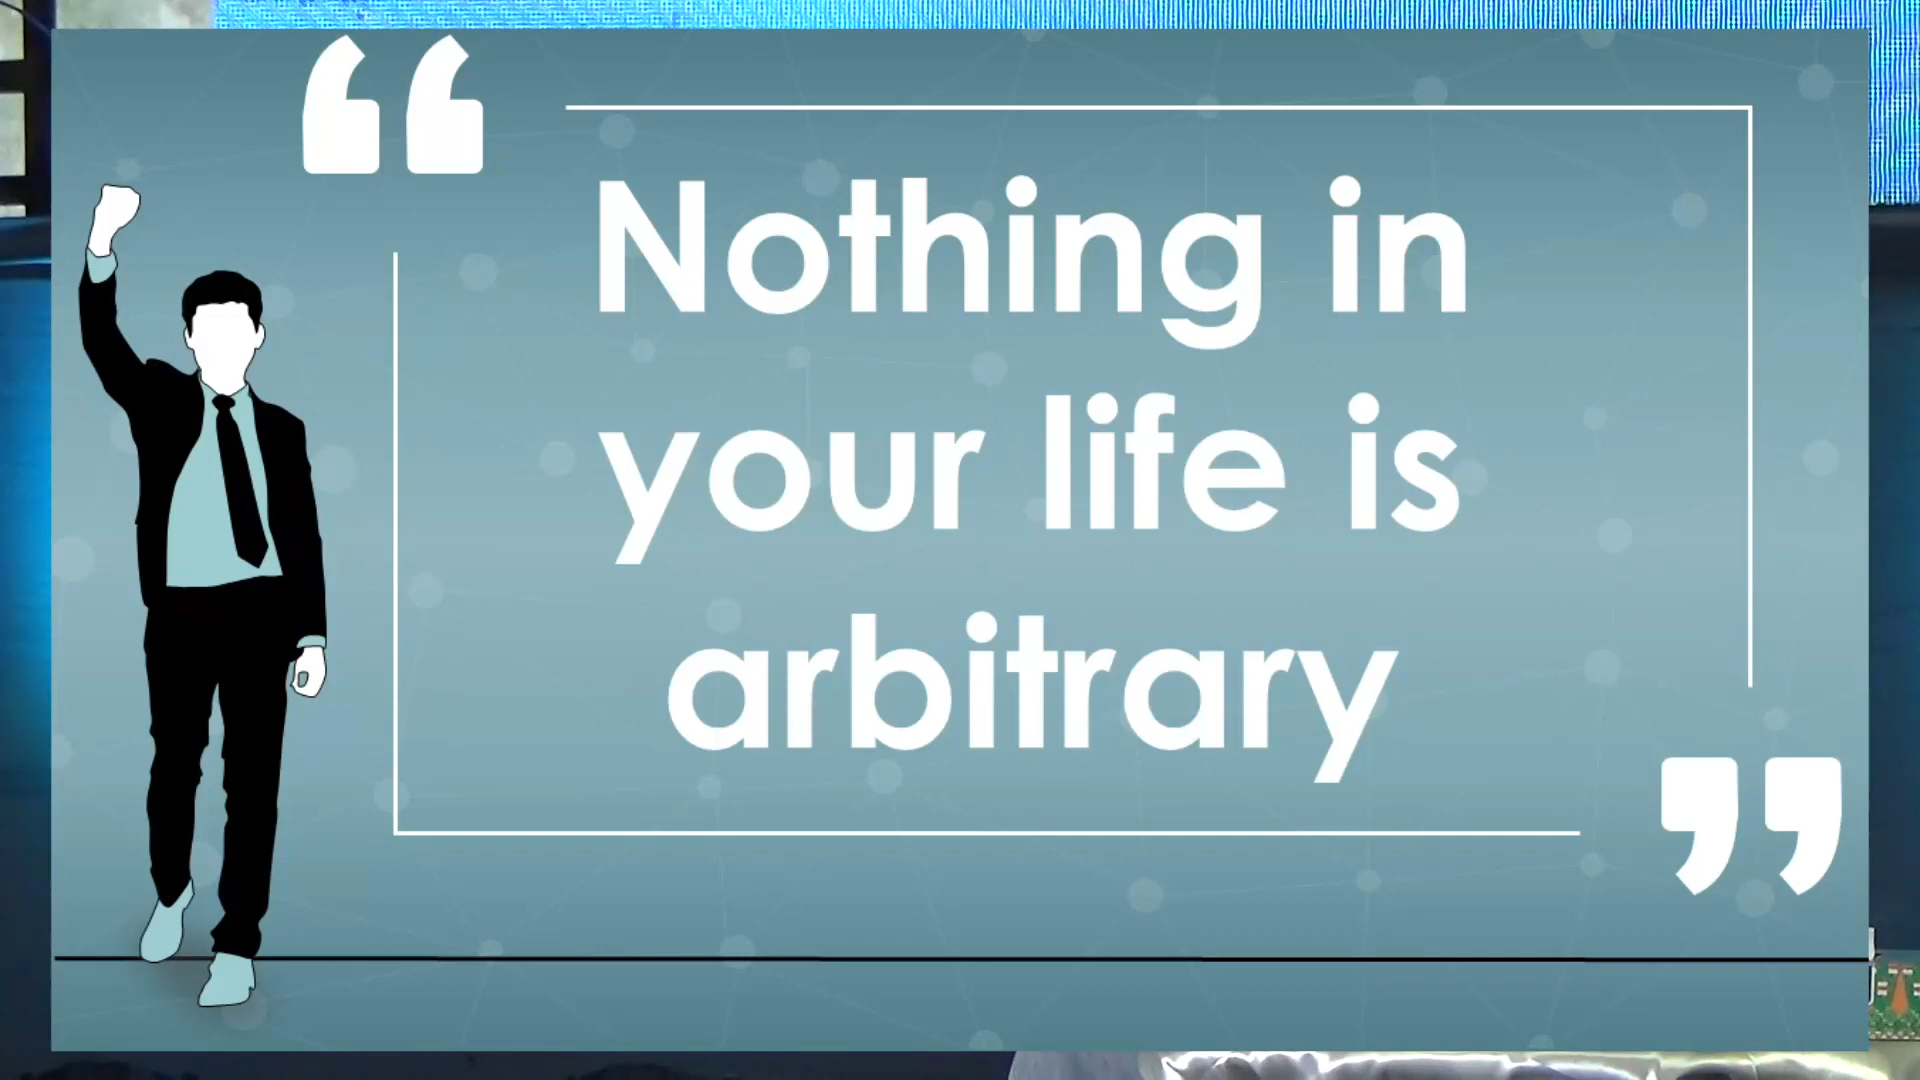 “
Nothing in
your life is
arbitrary
”